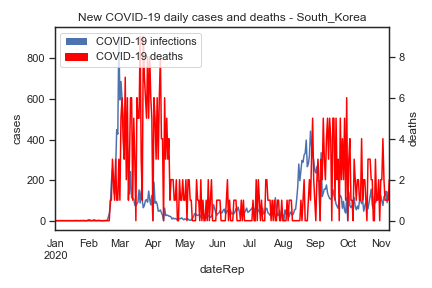 New COVID-19 daily cases and deaths - South_Korea
COVID-19 infections
COVID-19 deaths
800
600
400
200
0
cases
8
6
4
2
0
deaths
Jan Feb Mar Apr May Jun Jul Aug Sep Oct Nov
2020
dateRep